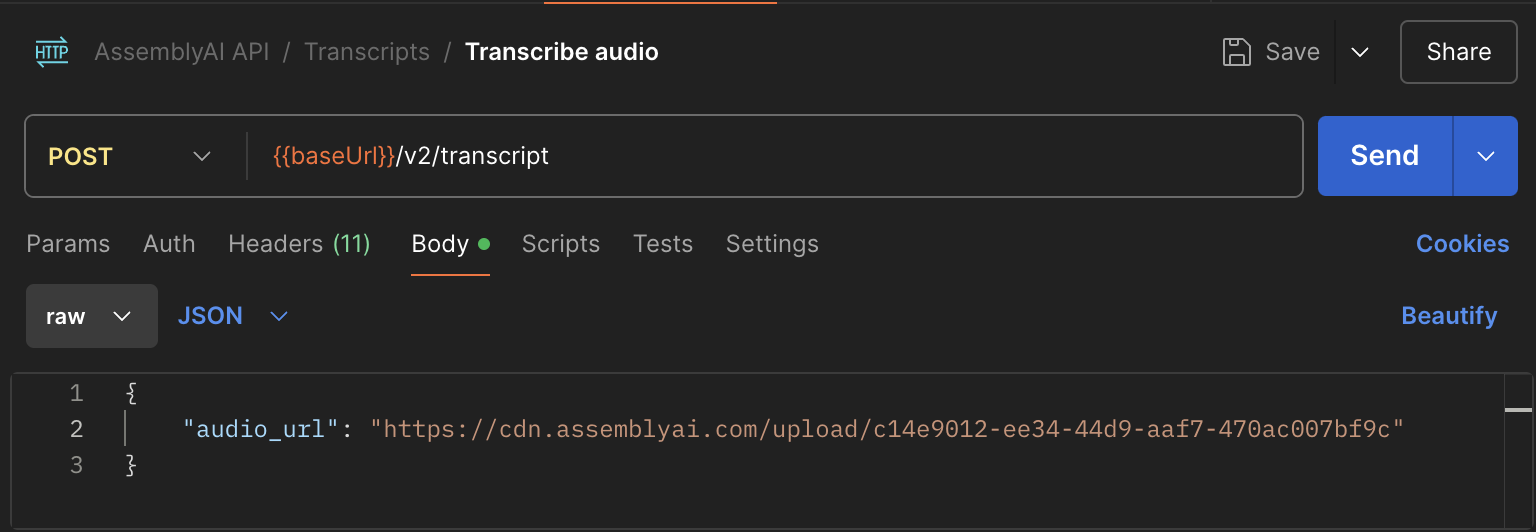 HTTP AssemblyAI API / Transcripts / Transcribe audio Save Share
POST {{baseUrl}}/v2/transcript Send
Params Auth Headers (11) Body Scripts Tests Settings Cookies
raw JSON Beautify
1 {
2 "audio_url": "https://cdn.assemblyai.com/upload/c14e9012-ee34-44d9-aaf7-470ac007bf9c"
3 }